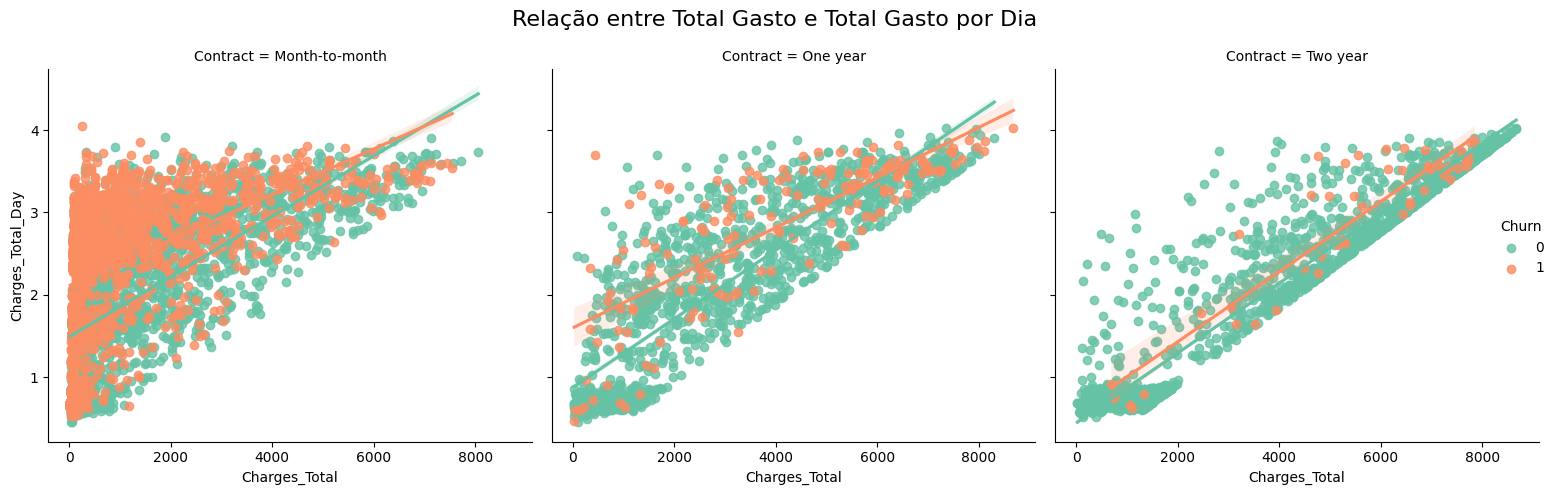 Relação entre Total Gasto e Total Gasto por Dia
Contract = Month-to-month
Contract = One year
Contract = Two year
Charges_Total_Day
4
3
2
1
0 2000 4000 6000 8000
0 2000 4000 6000 8000
0 2000 4000 6000 8000
Charges_Total
Charges_Total
Charges_Total
Churn
0
1